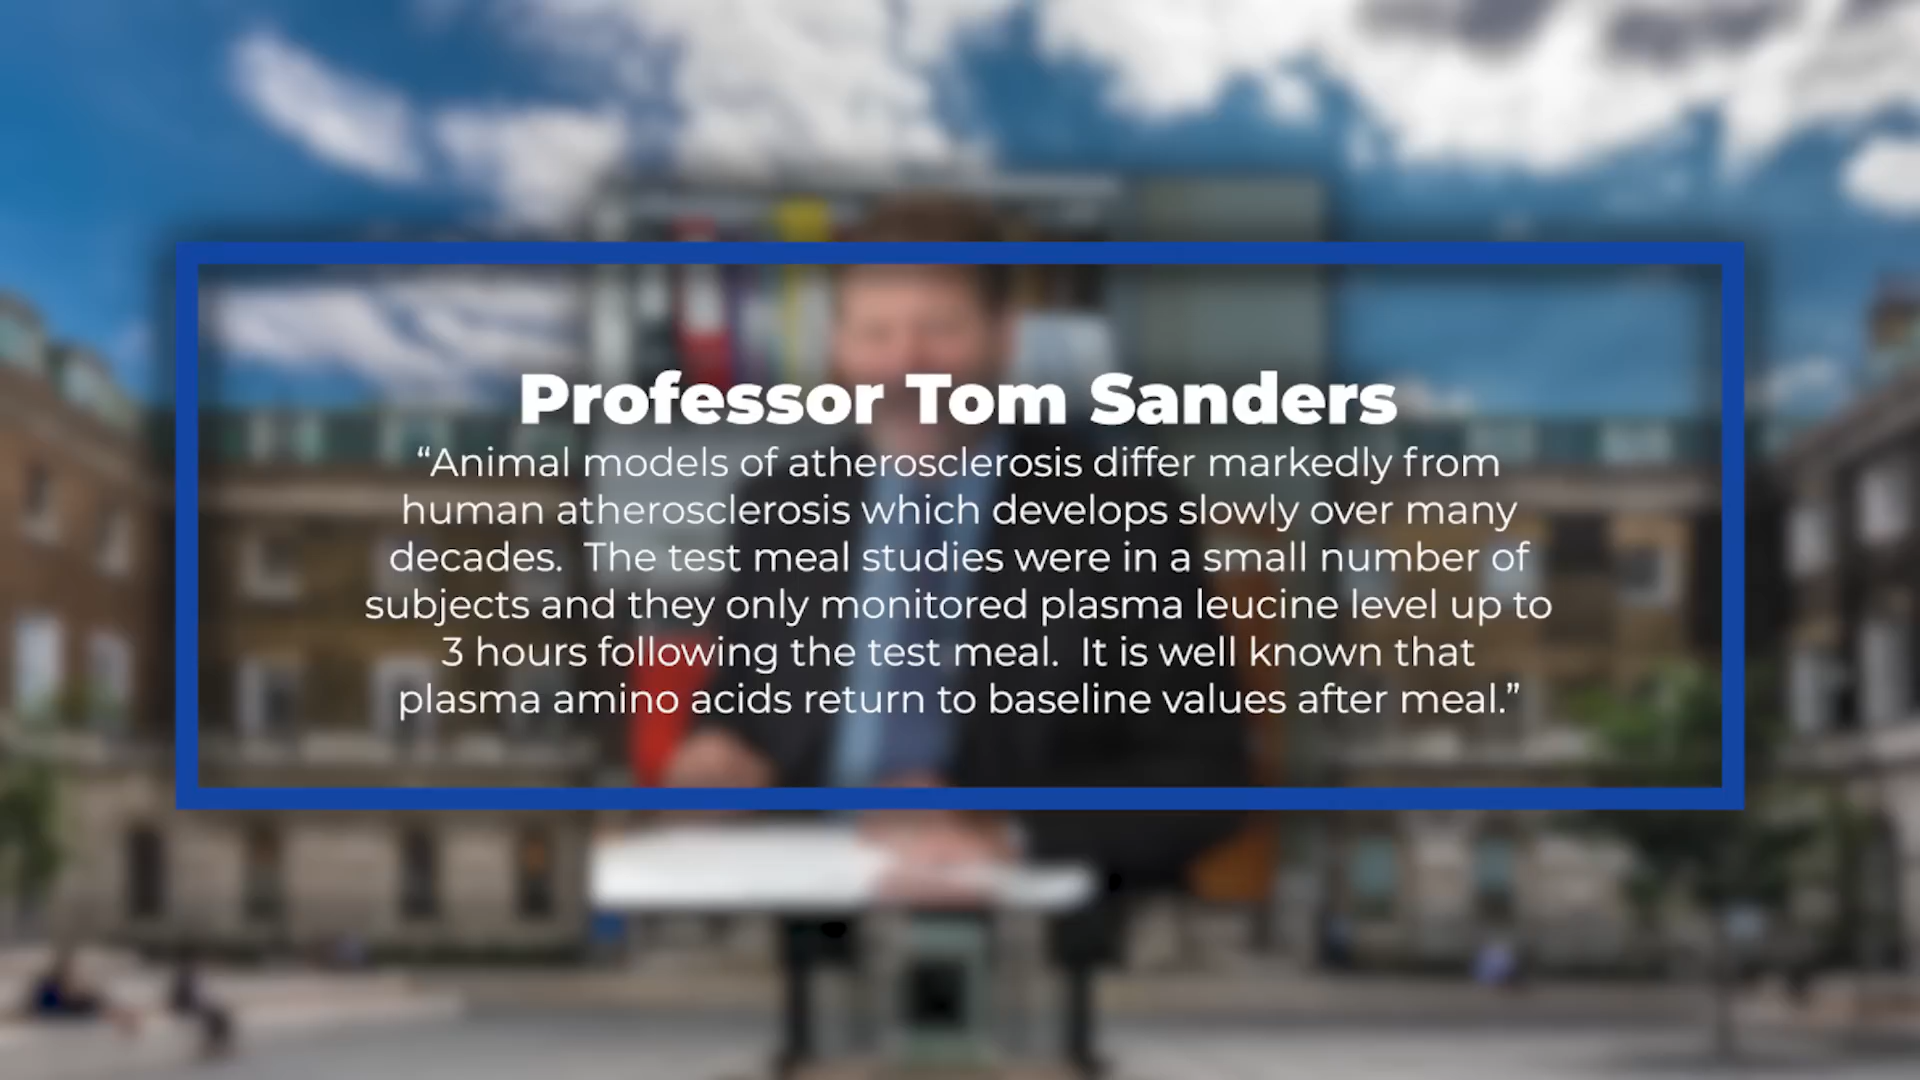 Professor Tom Sanders
“Animal models of atherosclerosis differ markedly from
human atherosclerosis which develops slowly over many
decades.  The test meal studies were in a small number of
subjects and they only monitored plasma leucine level up to
3 hours following the test meal.  It is well known that
plasma amino acids return to baseline values after meal.”